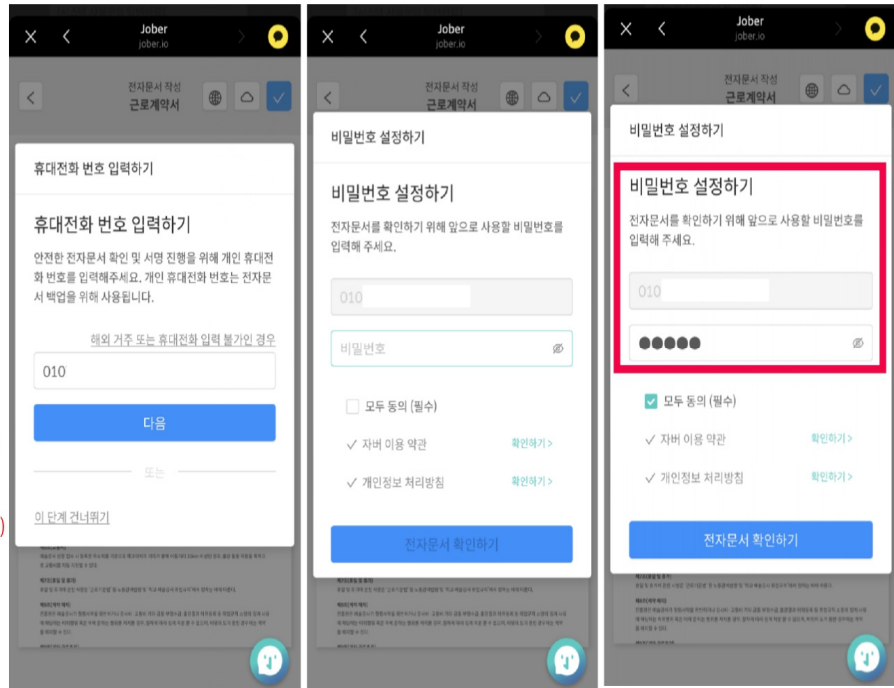 Jober
jober.io
전자문서 작성
근로계약서
휴대전화 번호 입력하기
휴대전화 번호 입력하기
안전한 전자문서 확인 및 서명 진행을 위해 개인 휴대전
화 번호를 입력해주세요. 개인 휴대전화 번호는 전자문
서 백업을 위해 사용됩니다.
해외 거주 또는 휴대전화 입력 불가인 경우
010
다음
또는
이 단계 건너뛰기
)
Jober
jober.io
전자문서 작성
근로계약서
비밀번호 설정하기
비밀번호 설정하기
전자문서를 확인하기 위해 앞으로 사용할 비밀번호를
입력해 주세요.
010
비밀번호
모두 동의 (필수)
자버 이용 약관 확인하기 >
개인정보 처리방침 확인하기 >
전자문서 확인하기
Jober
jober.io
전자문서 작성
근로계약서
비밀번호 설정하기
비밀번호 설정하기
전자문서를 확인하기 위해 앞으로 사용할 비밀번호를
입력해 주세요.
010
모두 동의 (필수)
자버 이용 약관 확인하기 >
개인정보 처리방침 확인하기 >
전자문서 확인하기